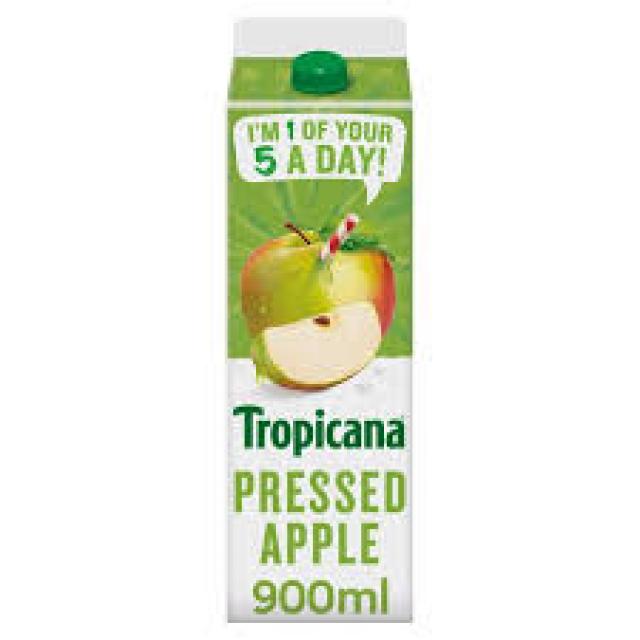 I'M 1 OF YOUR
5 A DAY!
Tropicana
PRESSED
APPLE
900ml